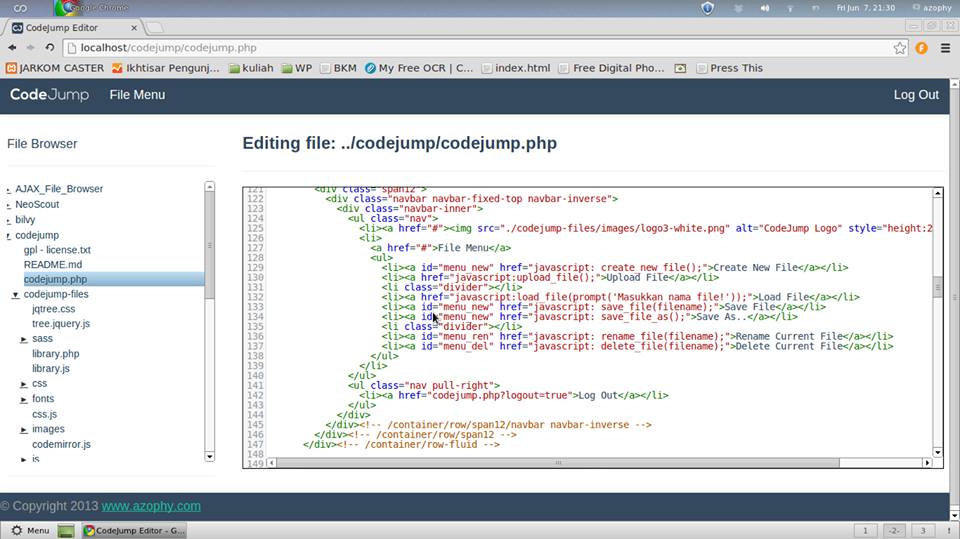 Google Chrome
Fri Jun 7, 21:30
azophy
CodeJump Editor
localhost/codejump/codejump.php
JARKOM CASTER
Ikhtisar Pengunj...
kuliah
WP
BKM
My Free OCR | C...
index.html
Free Digital Pho...
Press This
CodeJump
File Menu
Log Out
File Browser
AJAX_File_Browser
NeoScout
bilvy
codejump
gpl - license.txt
README.md
codejump.php
codejump-files
jqtree.css
tree.jquery.js
sass
library.php
library.js
css
fonts
css.js
images
codemirror.js
js
Editing file: ../codejump/codejump.php
121 <div class="span12">
122 <div class="navbar navbar-fixed-top navbar-inverse">
123 <div class="navbar-inner">
124 <ul class="nav">
125 <li><a href="#"><img src="./codejump-files/images/logo3-white.png" alt="CodeJump Logo" style="height:2
126 <li>
127 <a href="#">File Menu</a>
128 <ul>
129 <li><a id="menu_new" href="javascript: create_new_file();">Create New File</a></li>
130 <li><a href="javascript:upload_file();">Upload File</a></li>
131 <li class="divider"></li>
132 <li><a href="javascript:load_file(prompt('Masukkan nama file!'));">Load File</a></li>
133 <li><a id="menu_new" href="javascript: save_file(filename);">Save File</a></li>
134 <li><a id="menu_new" href="javascript: save_file_as();">Save As..</a></li>
135 <li class="divider"></li>
136 <li><a id="menu_ren" href="javascript: rename_file(filename);">Rename Current File</a></li>
137 <li><a id="menu_del" href="javascript: delete_file(filename);">Delete Current File</a></li>
138 </ul>
139 </li>
140 </ul>
141 <ul class="nav pull-right">
142 <li><a href="codejump.php?logout=true">Log Out</a></li>
143 </ul>
144 </div>
145 </div><!-- /container/row/span12/navbar navbar-inverse -->
146 </div><!-- /container/row/span12 -->
147 </div><!-- /container/row-fluid -->
148
149
© Copyright 2013 www.azophy.com
Menu
CodeJump Editor - G...
1
-2-
3
!